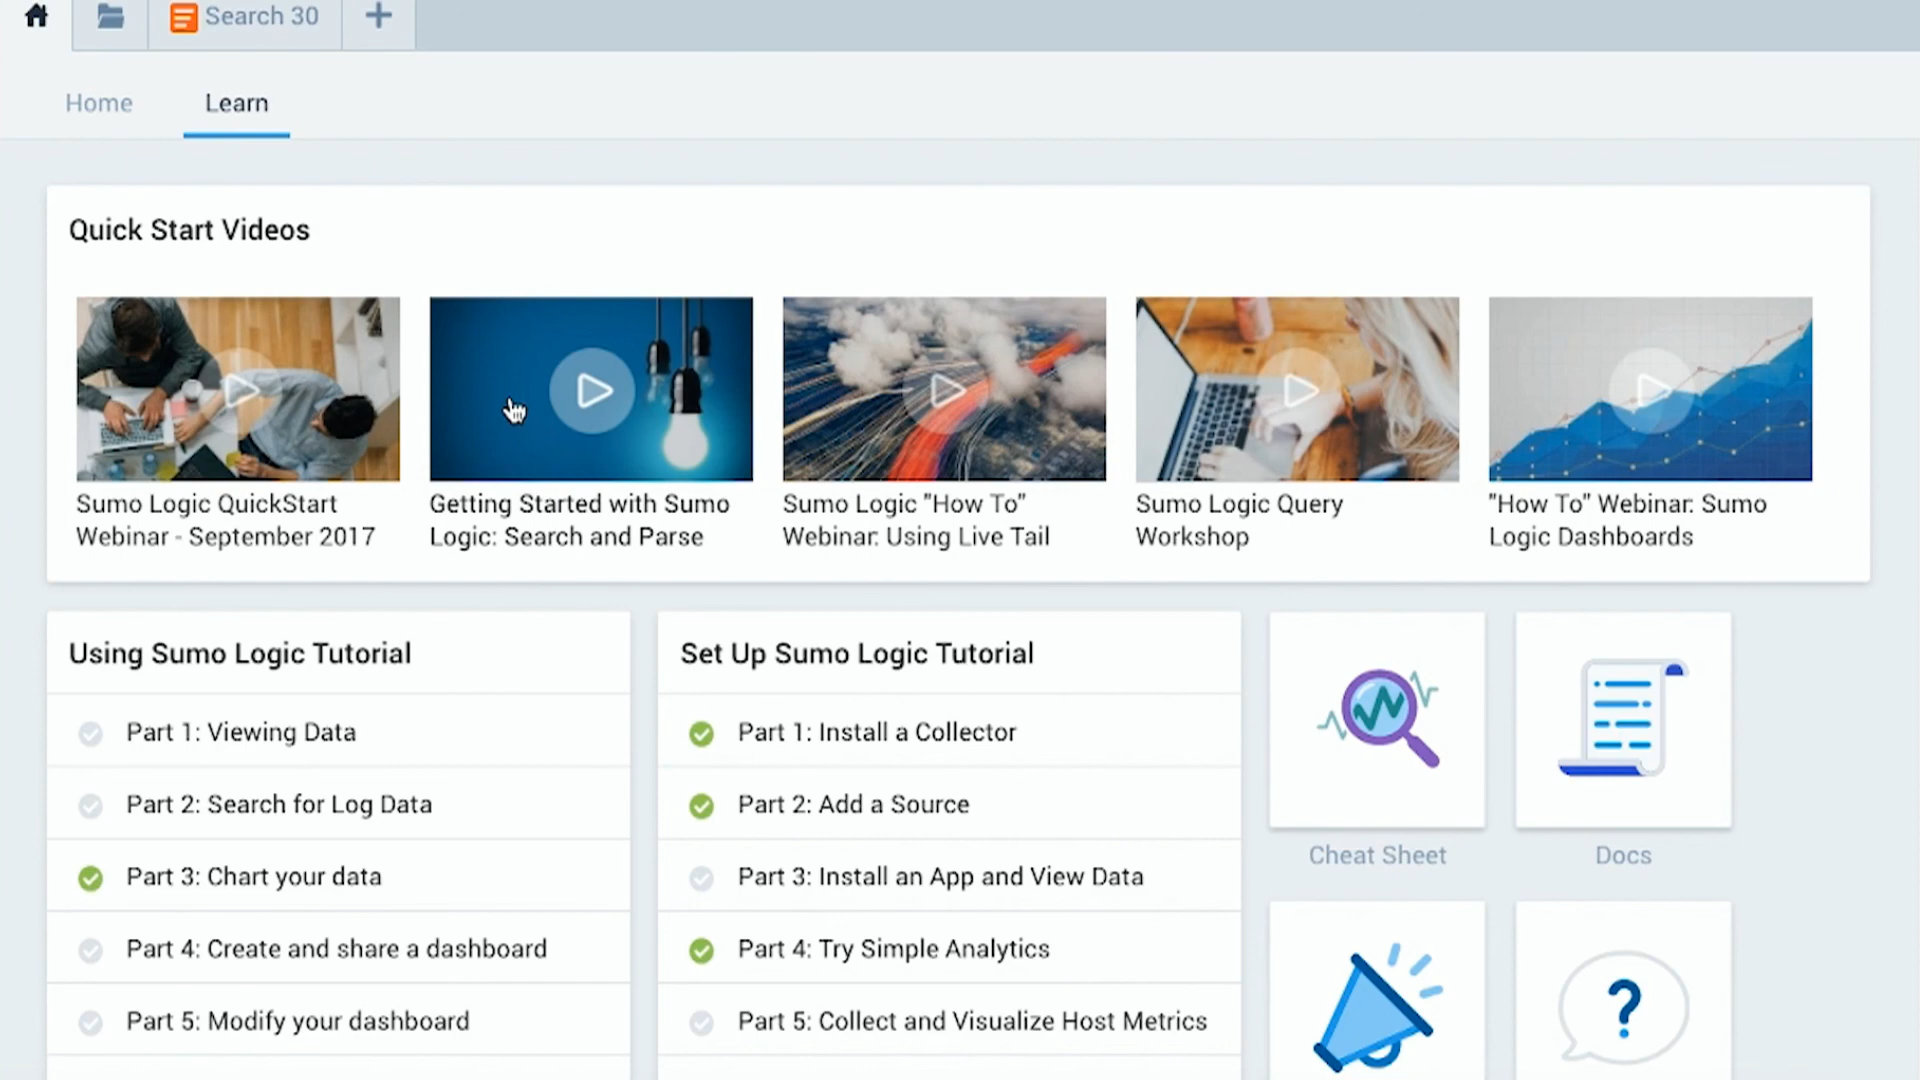 Search 30
Home
Learn
Quick Start Videos
Sumo Logic QuickStart
Webinar - September 2017
Getting Started with Sumo
Logic: Search and Parse
Sumo Logic "How To"
Webinar: Using Live Tail
Sumo Logic Query
Workshop
"How To" Webinar: Sumo
Logic Dashboards
Using Sumo Logic Tutorial
Part 1: Viewing Data
Part 2: Search for Log Data
Part 3: Chart your data
Part 4: Create and share a dashboard
Part 5: Modify your dashboard
Set Up Sumo Logic Tutorial
Part 1: Install a Collector
Part 2: Add a Source
Part 3: Install an App and View Data
Part 4: Try Simple Analytics
Part 5: Collect and Visualize Host Metrics
Cheat Sheet
Docs
?